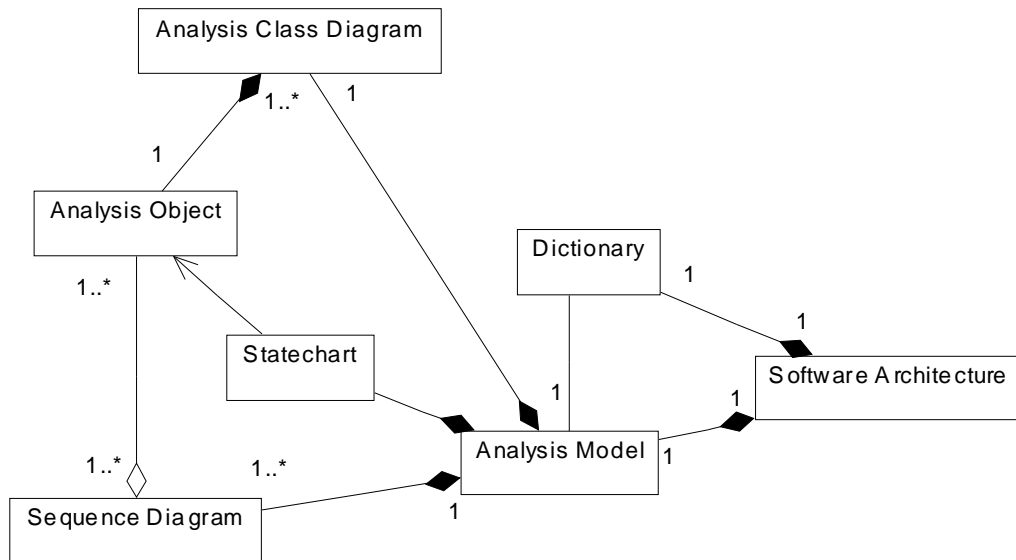 Analysis Class Diagram
1..*
1
1
Analysis Object
1..*
Dictionary
1
1
Statechart
Software Architecture
1
1
Analysis Model
1
1..*
1..*
1
Sequence Diagram